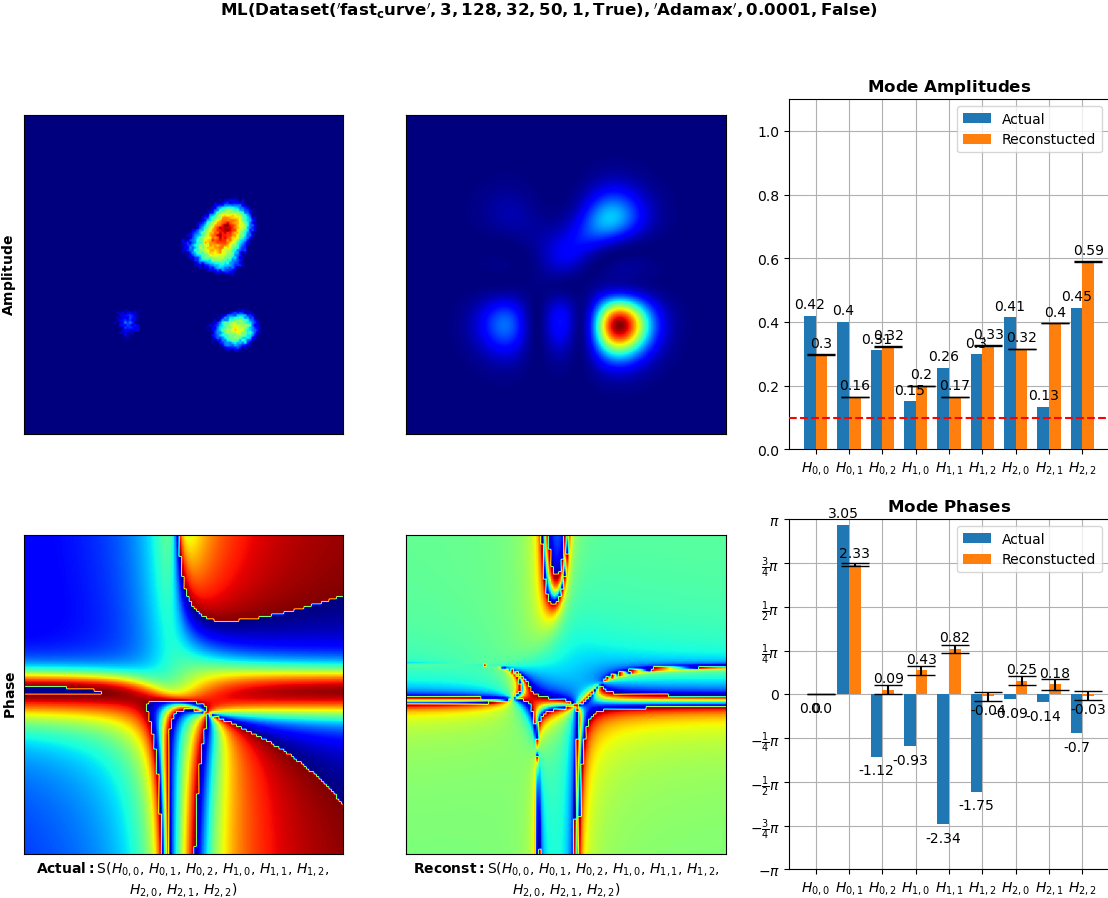 ML(Dataset(′fast_curve′, 3, 128, 32, 50, 1, True), ′Adamax′, 0.0001, False)
Amplitude
Mode Amplitudes
Actual
Reconstucted
1.0
0.8
0.6
0.4
0.2
0.0
0.42
0.3
0.4
0.16
0.31
0.32
0.15
0.2
0.26
0.17
0.3
0.33
0.41
0.32
0.13
0.4
0.45
0.59
H0,0 H0,1 H0,2 H1,0 H1,1 H1,2 H2,0 H2,1 H2,2
Phase
Mode Phases
Actual
Reconstucted
π
3/4π
1/2π
1/4π
0
−1/4π
−1/2π
−3/4π
−π
0.0
0.0
3.05
2.33
-1.12
0.09
-0.93
0.43
-2.34
0.82
-1.75
-0.04
-0.09
0.25
-0.14
0.18
-0.7
-0.03
H0,0 H0,1 H0,2 H1,0 H1,1 H1,2 H2,0 H2,1 H2,2
Actual: S(H0,0, H0,1, H0,2, H1,0, H1,1, H1,2,
H2,0, H2,1, H2,2)
Reconst: S(H0,0, H0,1, H0,2, H1,0, H1,1, H1,2,
H2,0, H2,1, H2,2)